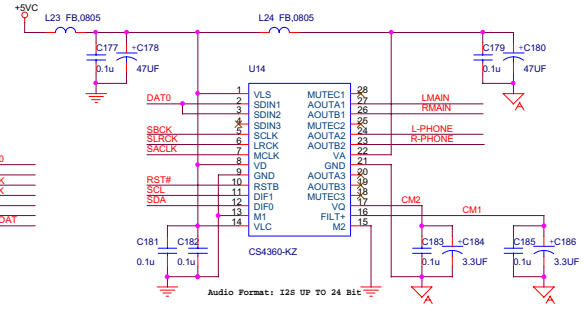 +5VC
L23 FB,0805
L24 FB,0805
C177
0.1u
+C178
47UF
C179
0.1u
+C180
47UF
U14
1 VLS MUTEC1 28
DAT0 2 SDIN1 AOUTA1 27 LMAIN
3 SDIN2 AOUTB1 26 RMAIN
4 SDIN3 MUTEC2 25
SBCK 5 SCLK AOUTA2 24 L-PHONE
SLRCK 6 LRCK AOUTB2 23 R-PHONE
SACLK 7 MCLK VA 22
8 VD GND 21
9 GND AOUTA3 20
RST# 10 RSTB AOUTB3 19
SCL 11 DIF1 MUTEC3 18
SDA 12 DIF0 VQ 17 CM2
13 M1 FILT+ 16 CM1
14 VLC M2 15
0
K
K
DAT
C181
0.1u
C182
0.1u
CS4360-KZ
C183
0.1u
+C184
3.3UF
C185
0.1u
+C186
3.3UF
A
A
A
Audio Format: I2S UP TO 24 Bit